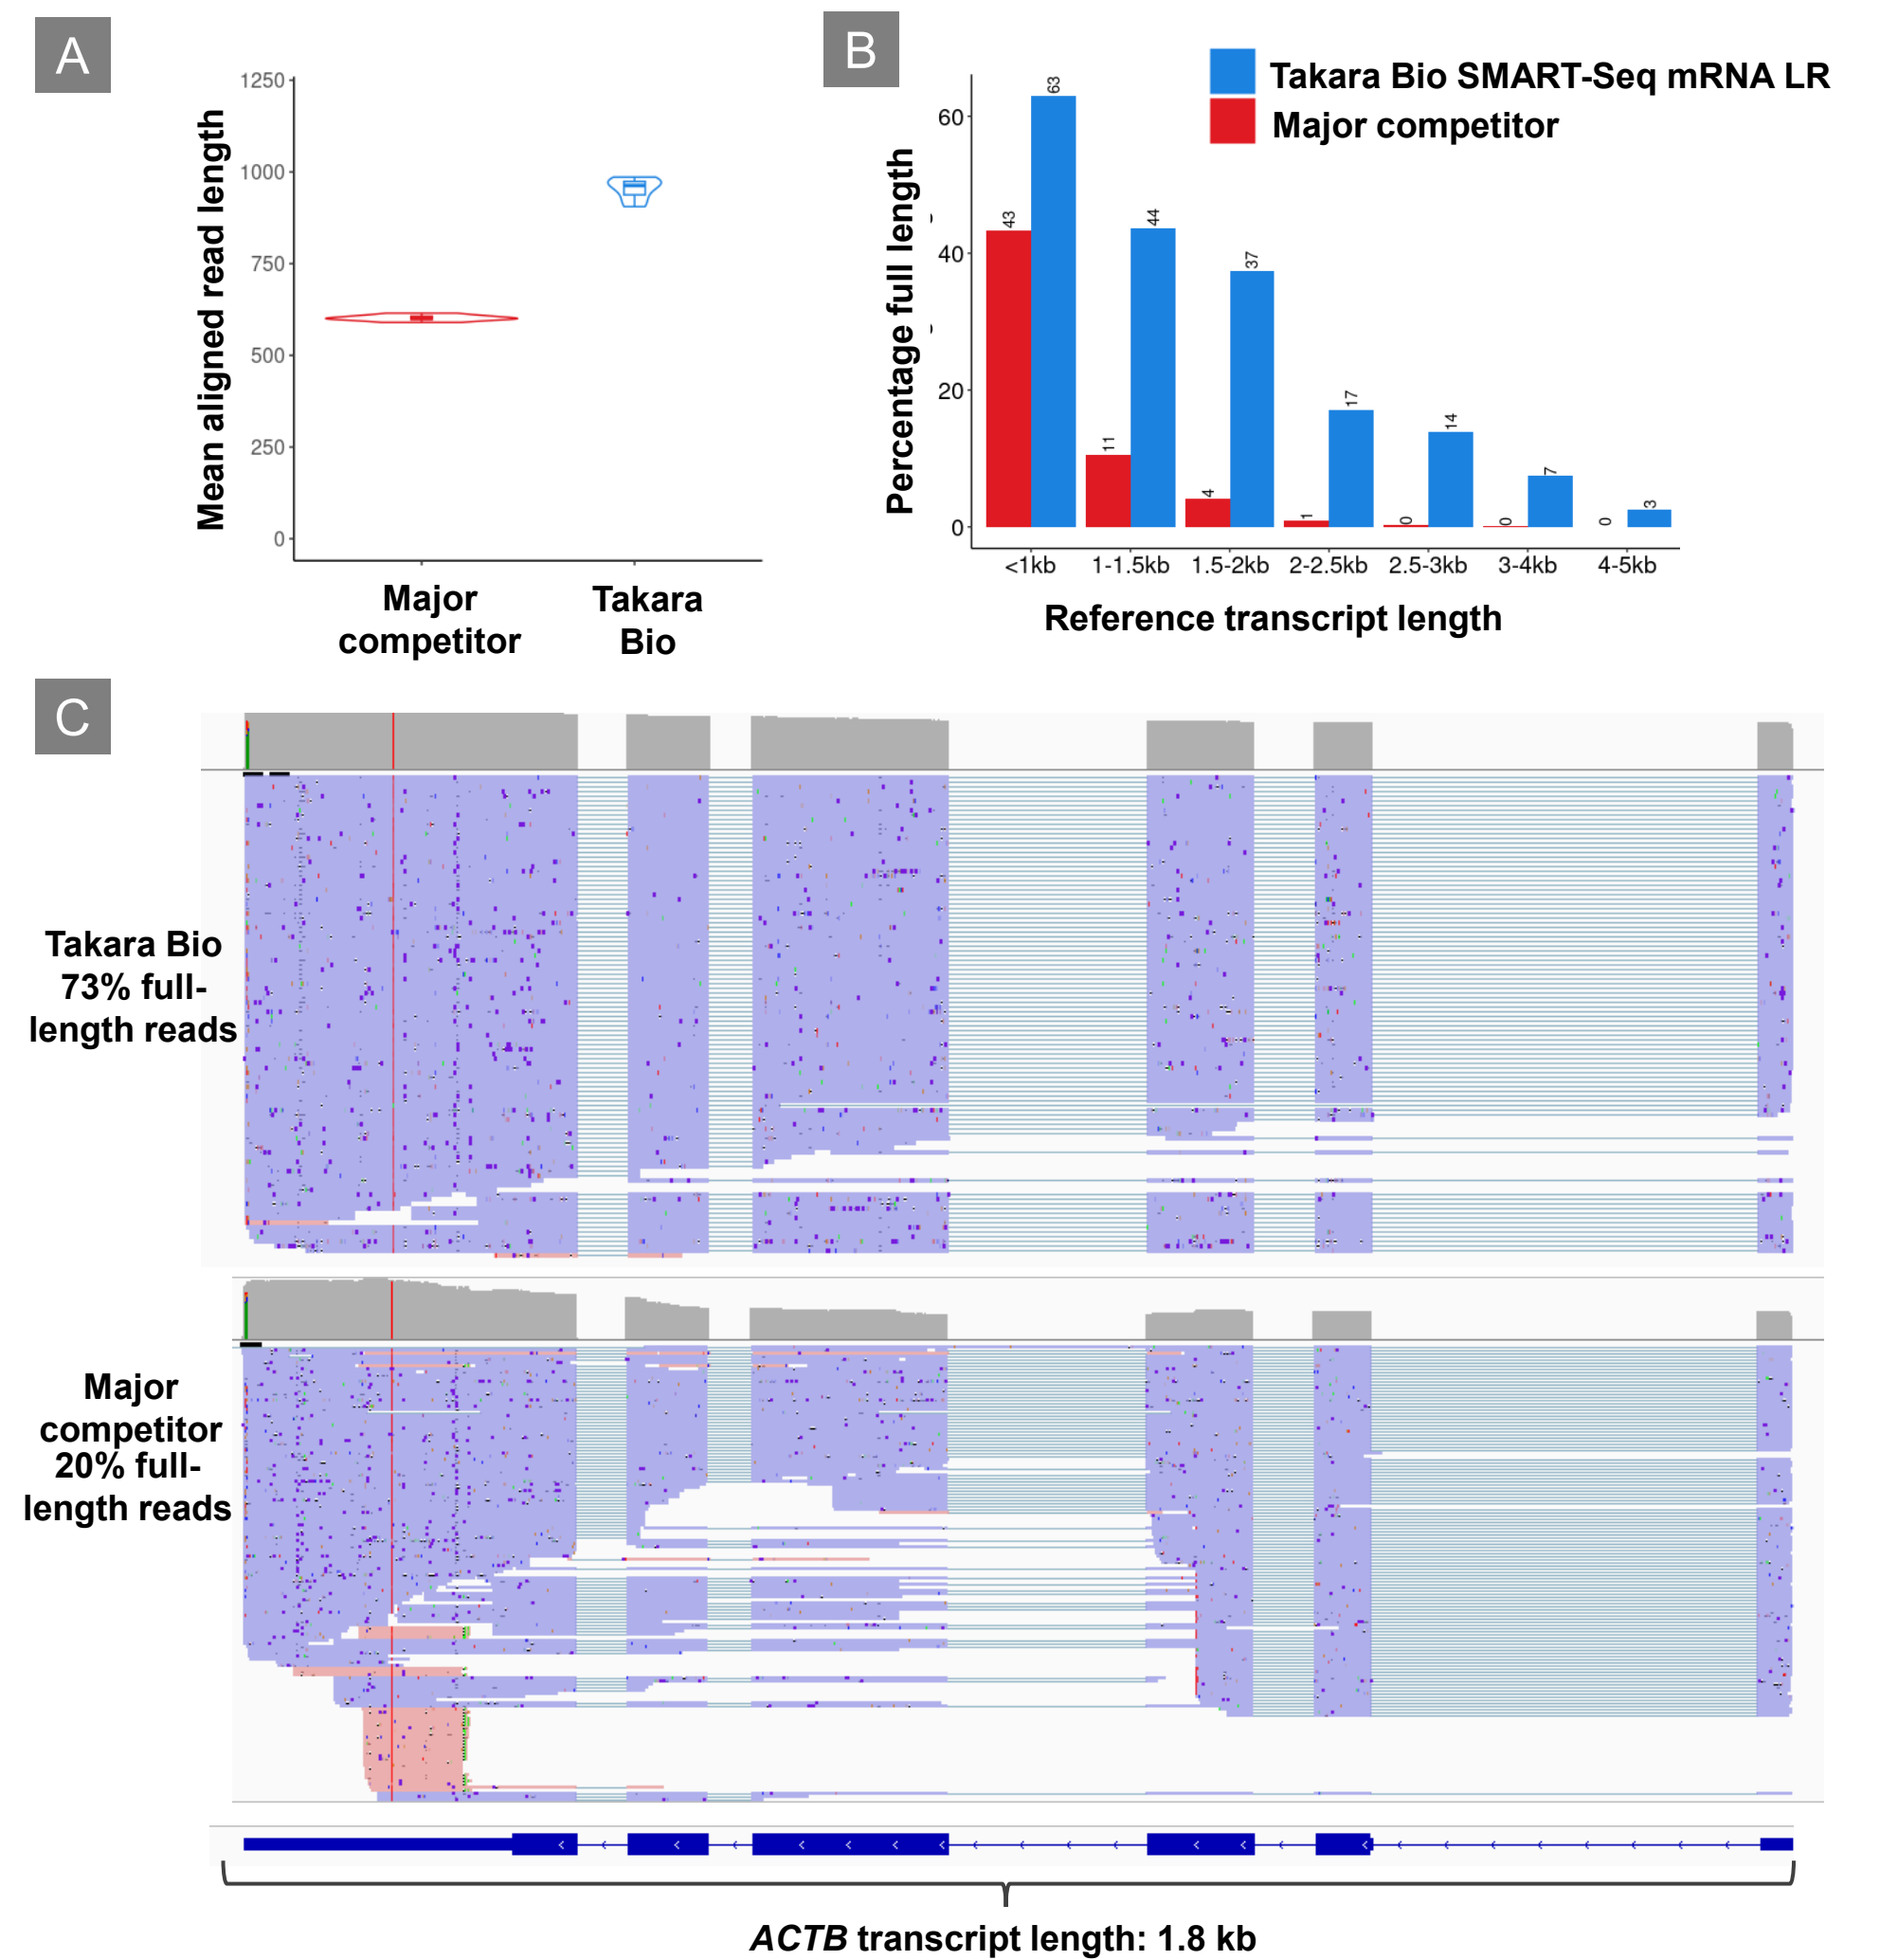 A
1250
1000
750
500
250
0
Mean aligned read length
Major
competitor
Takara
Bio
B
Takara Bio SMART-Seq mRNA LR
Major competitor
Percentage full length
60
40
20
0
43
63
11
44
4
37
1
17
0
14
0
7
0
3
<1kb
1-1.5kb
1.5-2kb
2-2.5kb
2.5-3kb
3-4kb
4-5kb
Reference transcript length
C
Takara Bio
73% full-
length reads
Major
competitor
20% full-
length reads
ACTB transcript length: 1.8 kb